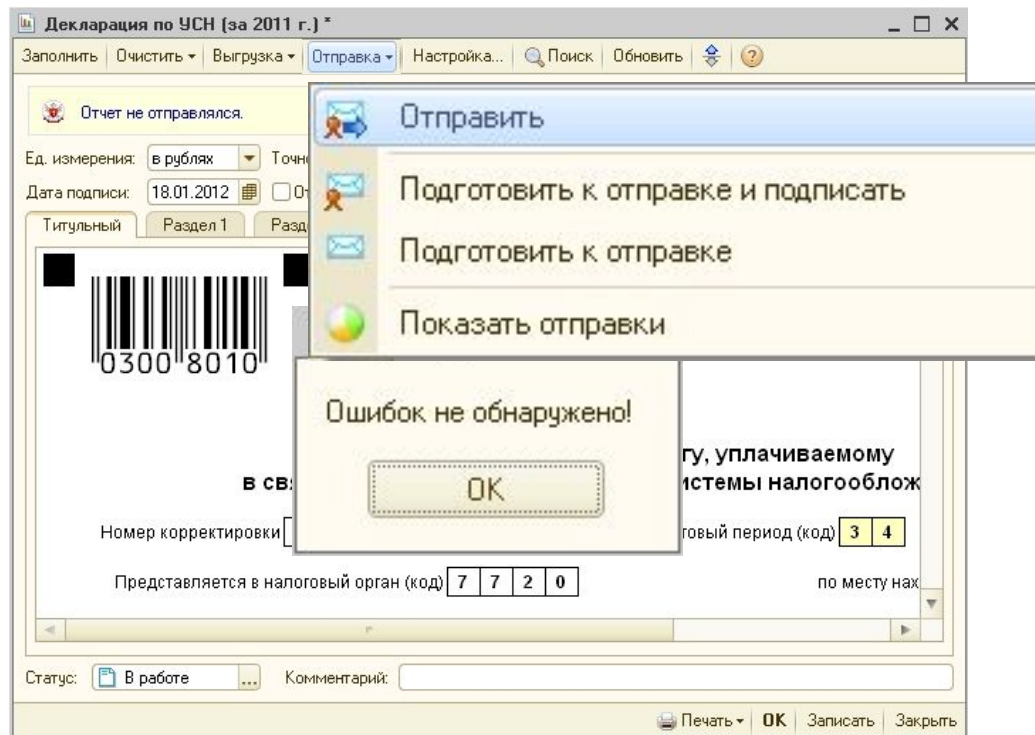 Декларация по УСН (за 2011 г.) *
Заполнить Очистить Выгрузка Отправка Настройка... Поиск Обновить
Отчет не отправлялся.
Отправить
Ед. измерения: в рублях
Подготовить к отправке и подписать
Дата подписи: 18.01.2012
Титульный Раздел 1
Подготовить к отправке
Показать отправки
0300 8010
Ошибок не обнаружено!
OK
гу, уплачиваемому
в св
истемы налогооблож
Номер корректировки
говый период (код) 3 4
Представляется в налоговый орган (код) 7 7 2 0 по месту нах
Статус: В работе ... Комментарий:
Печать OK Записать Закрыть